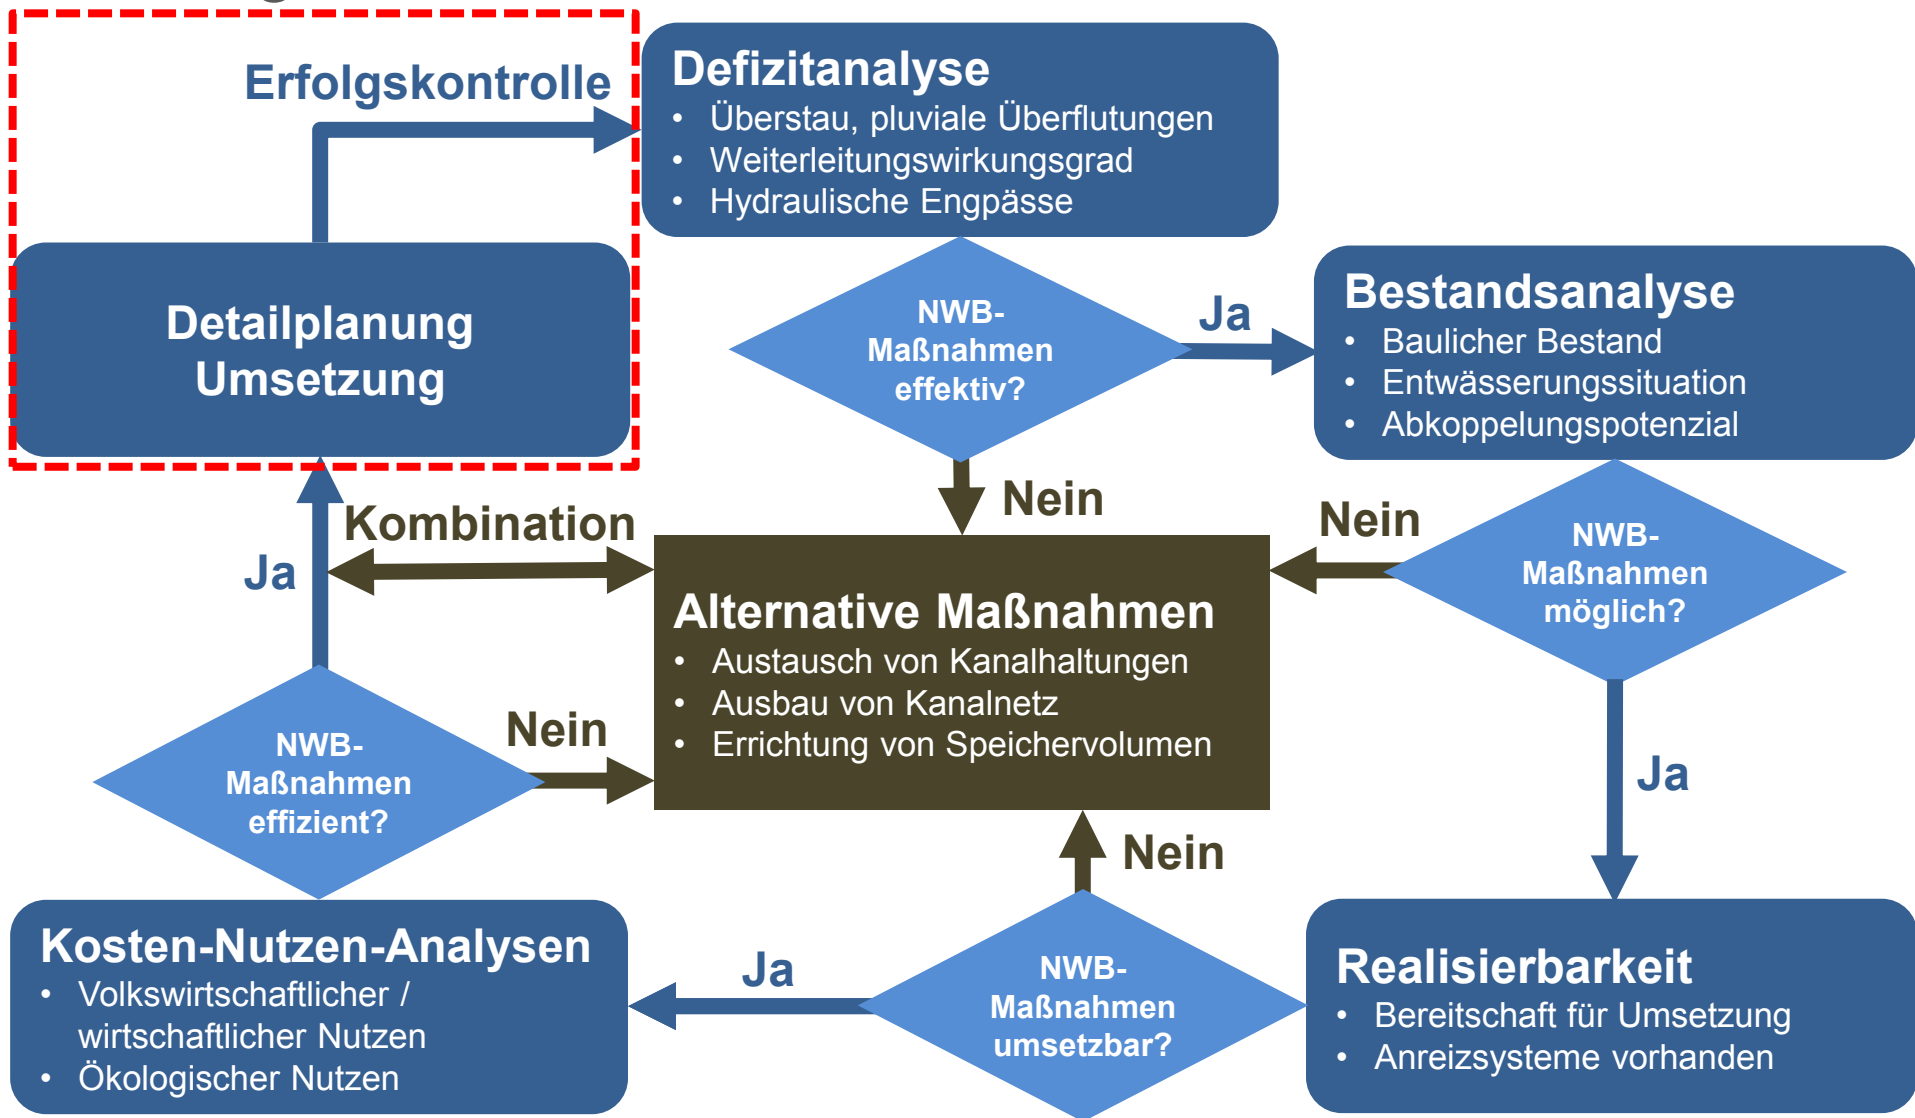 Erfolgskontrolle
Defizitanalyse
• Überstau, pluviale Überflutungen
• Weiterleitungswirkungsgrad
• Hydraulische Engpässe
Detailplanung
Umsetzung
NWB-
Maßnahmen
effektiv?
Ja
Bestandsanalyse
• Baulicher Bestand
• Entwässerungssituation
• Abkoppelungspotenzial
Nein
Nein
NWB-
Maßnahmen
möglich?
Kombination
Ja
Alternative Maßnahmen
• Austausch von Kanalhaltungen
• Ausbau von Kanalnetz
• Errichtung von Speichervolumen
Nein
NWB-
Maßnahmen
effizient?
Ja
Nein
Kosten-Nutzen-Analysen
• Volkswirtschaftlicher /
wirtschaftlicher Nutzen
• Ökologischer Nutzen
Ja
NWB-
Maßnahmen
umsetzbar?
Realisierbarkeit
• Bereitschaft für Umsetzung
• Anreizsysteme vorhanden